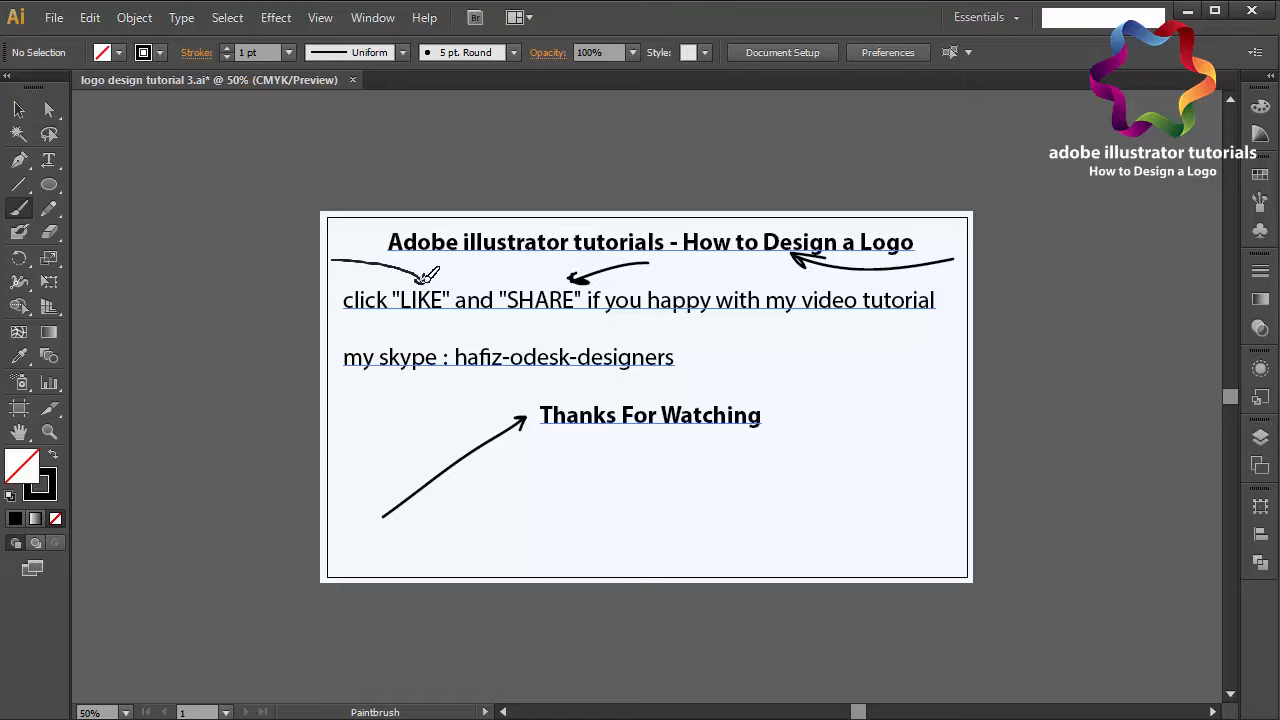 Ai File Edit Object Type Select Effect View Window Help Br Essentials
No Selection Stroke: 1 pt Uniform 5 pt. Round Opacity: 100% Style: Document Setup Preferences
logo design tutorial 3.ai* @ 50% (CMYK/Preview)
adobe illustrator tutorials
How to Design a Logo
Adobe illustrator tutorials - How to Design a Logo
click "LIKE" and "SHARE" if you happy with my video tutorial
my skype : hafiz-odesk-designers
Thanks For Watching
50% 1 Paintbrush